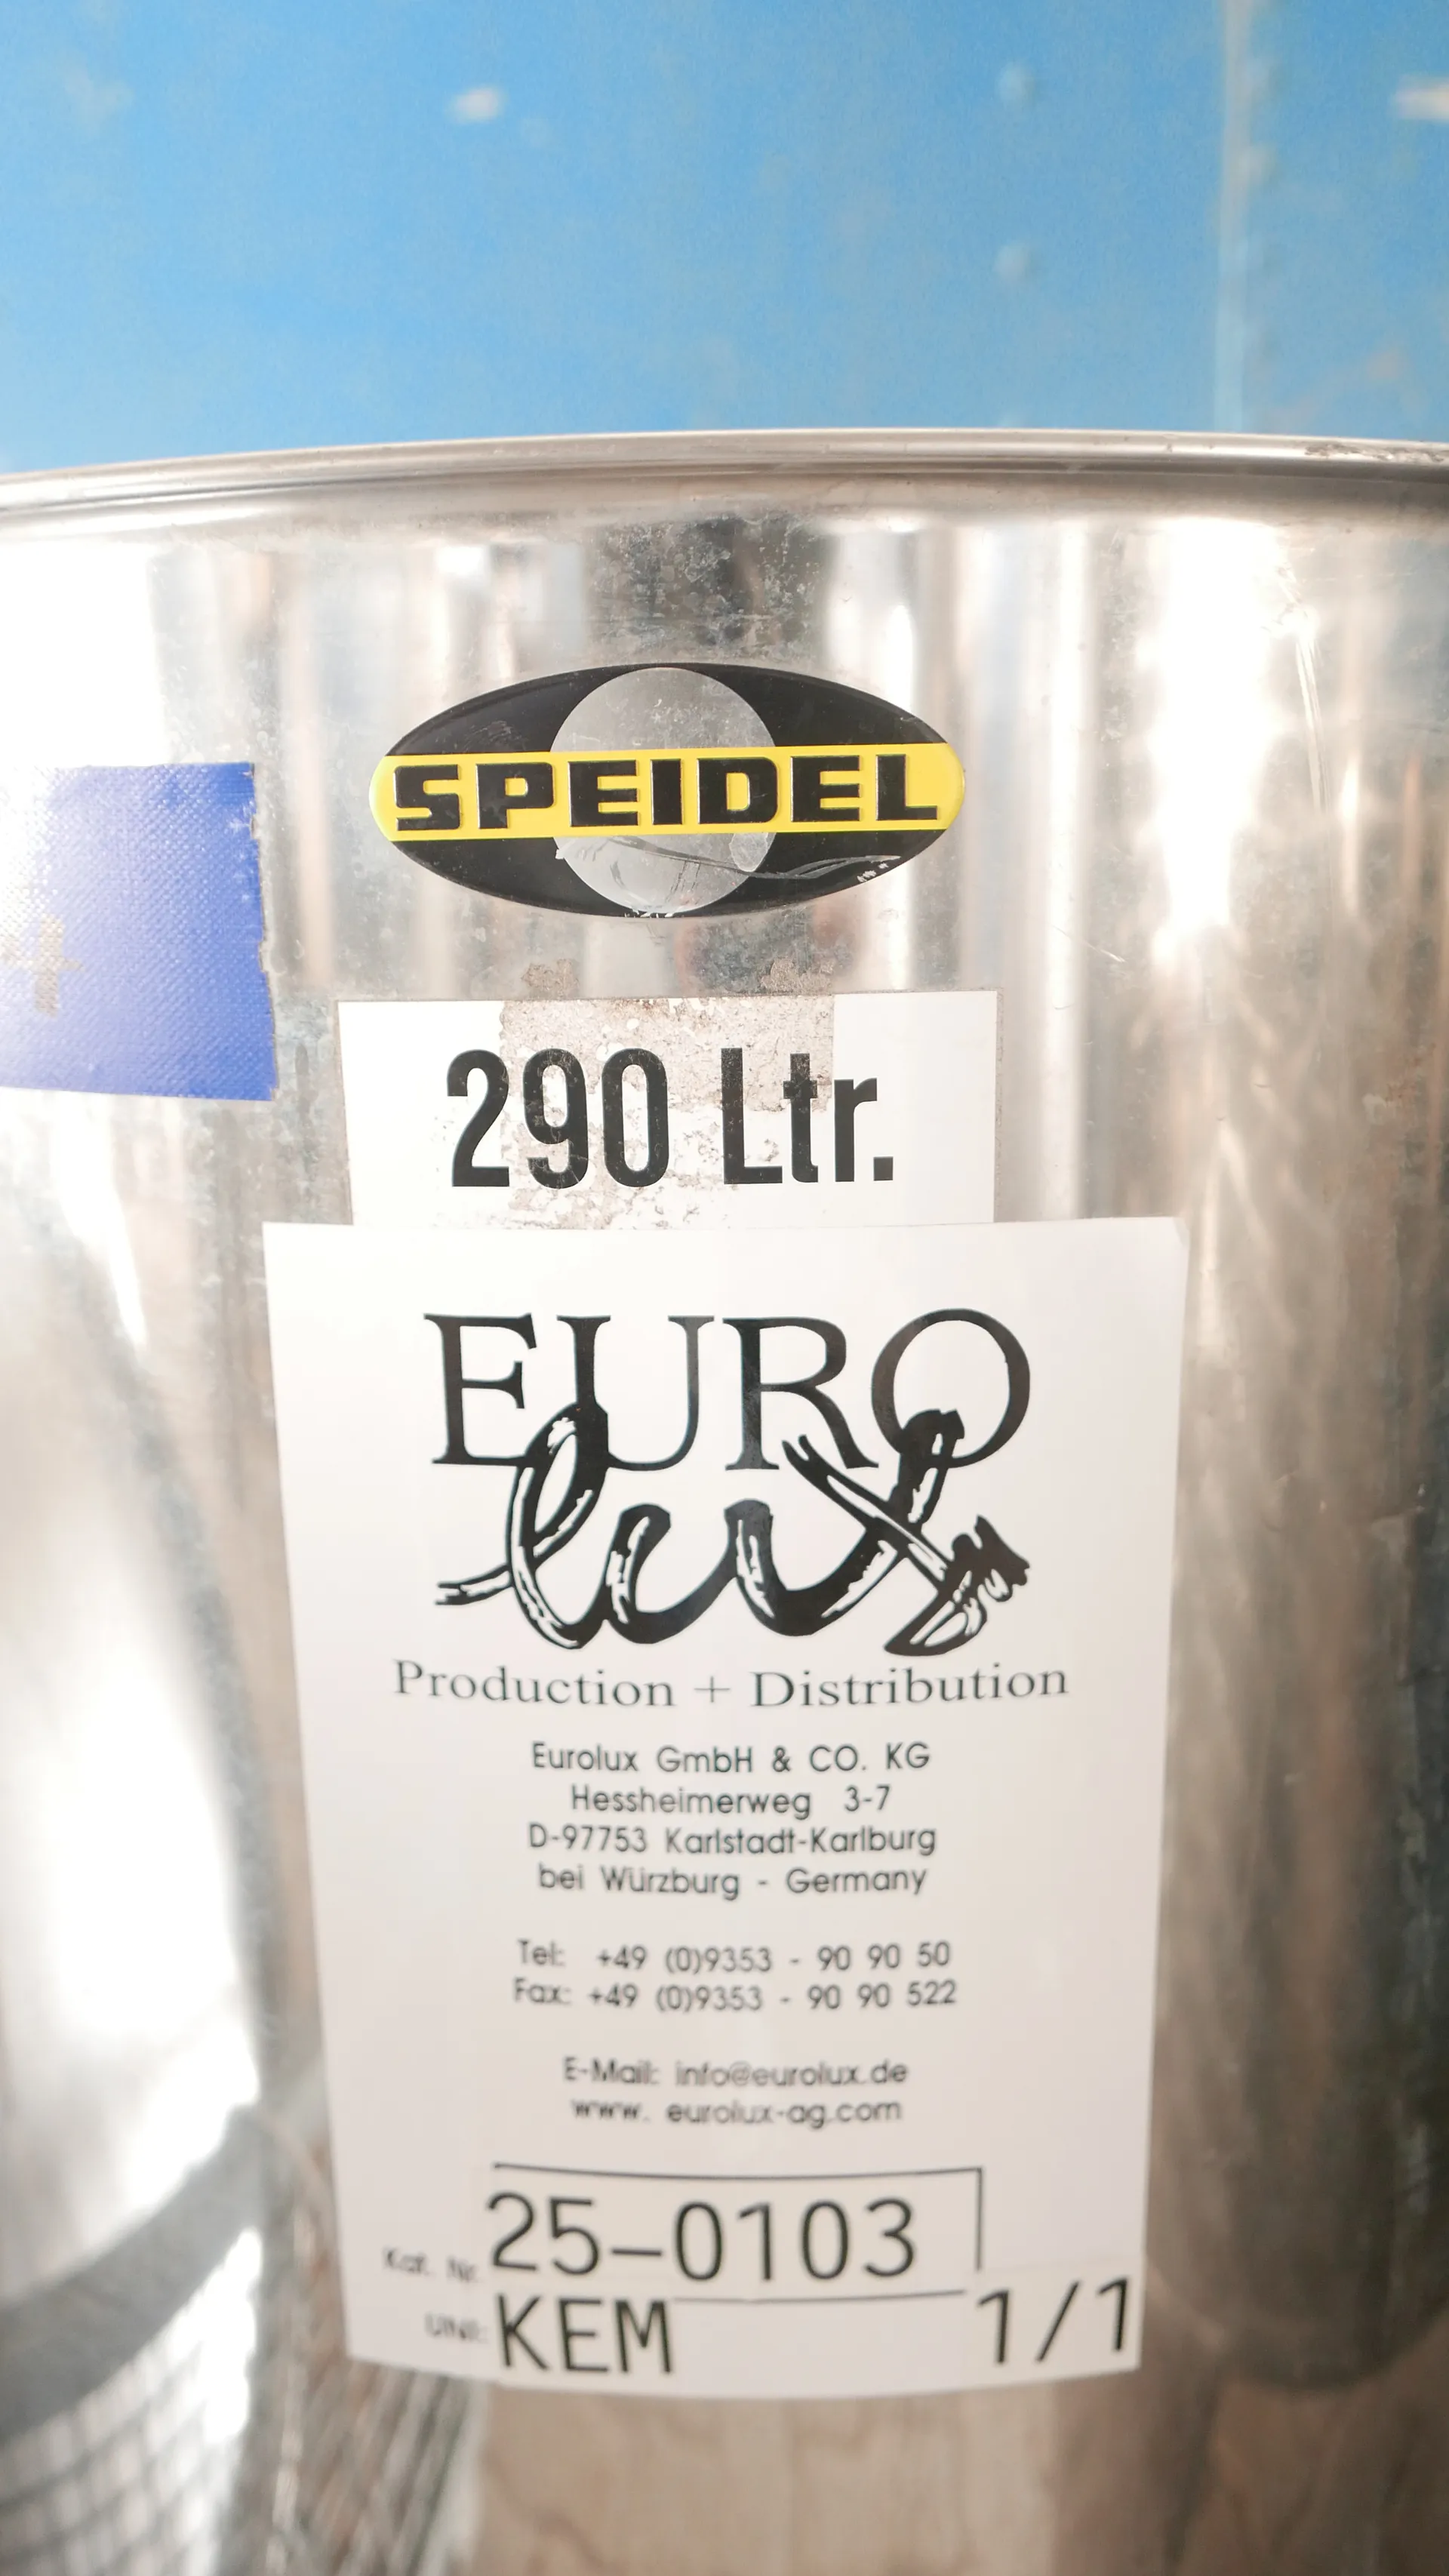 SPEIDEL
290 Ltr.
EURO
lux
Production + Distribution
Eurolux GmbH & CO. KG
Hessheimerweg 3-7
D-97753 Karlstadt-Karlburg
bei Würzburg - Germany
Tel: +49 (0)9353 - 90 90 50
Fax: +49 (0)9353 - 90 90 522
E-Mail: info@eurolux.de
www. eurolux-ag.com
Kat. Nr. 25-0103
KEM 1/1